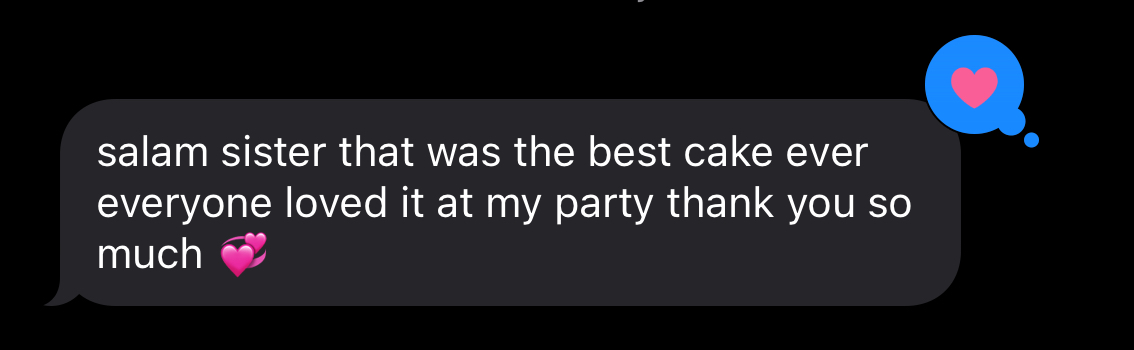 salam sister that was the best cake ever
everyone loved it at my party thank you so
much 💞